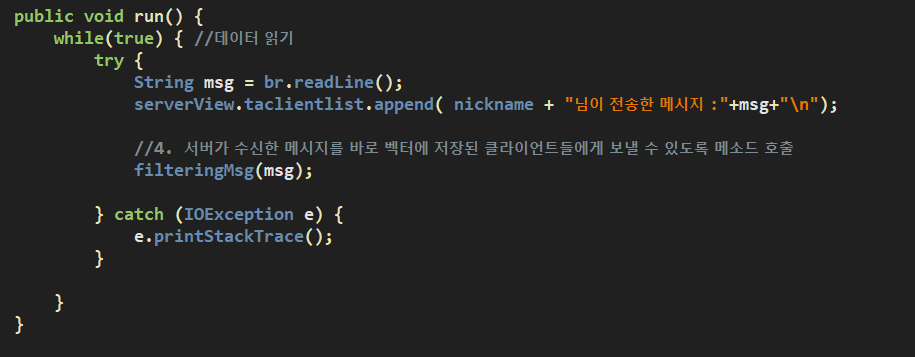 public void run() {
while(true) { //데이터 읽기
try {
String msg = br.readLine();
serverView.taclientlist.append( nickname + "님이 전송한 메시지 :"+msg+"\n");
//4. 서버가 수신한 메시지를 바로 벡터에 저장된 클라이언트들에게 보낼 수 있도록 메소드 호출
filteringMsg(msg);
} catch (IOException e) {
e.printStackTrace();
}
}
}